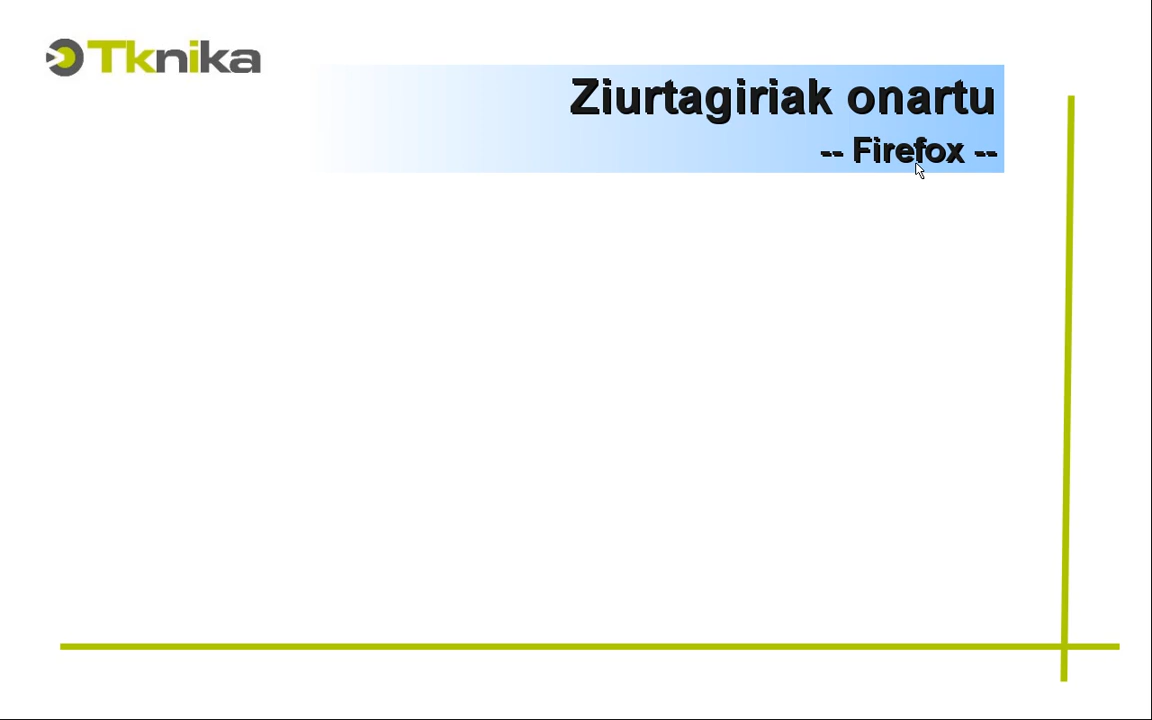 Tknika
Ziurtagiriak onartu
-- Firefox --